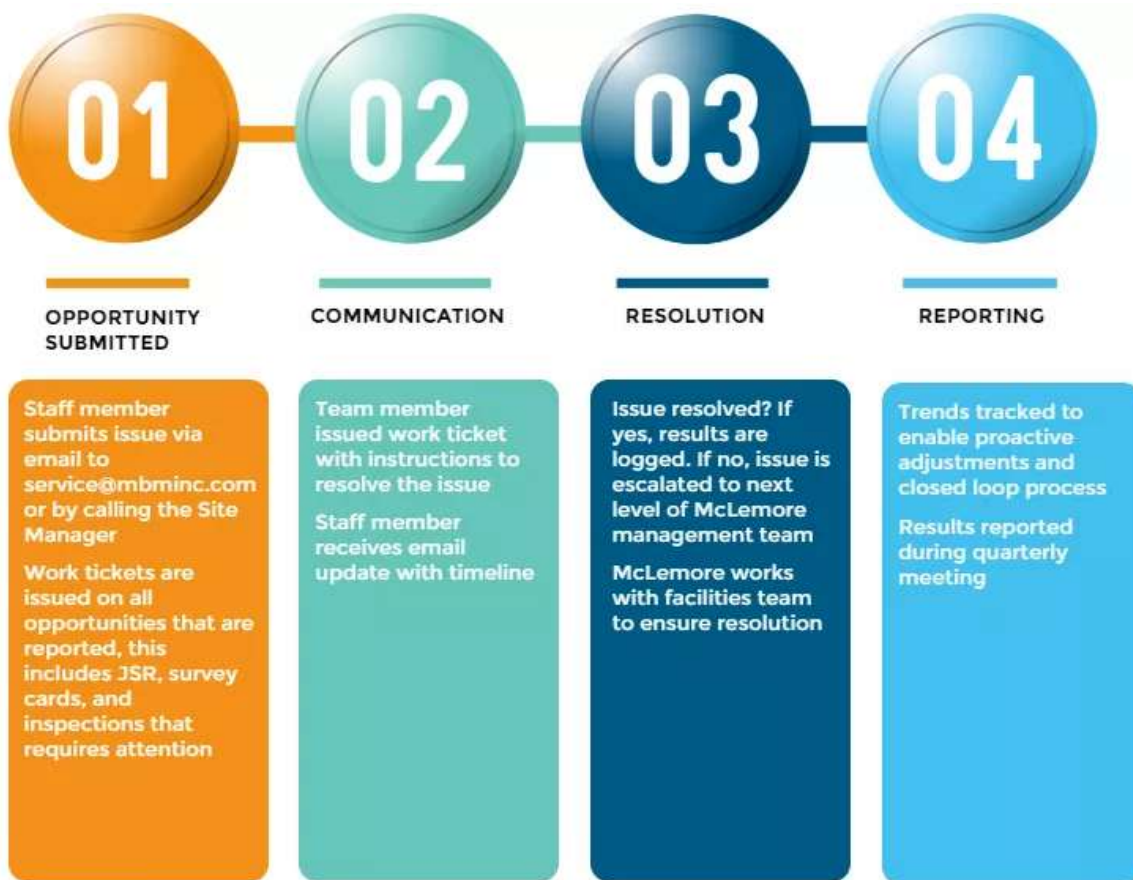 01
02
03
04
OPPORTUNITY
SUBMITTED
COMMUNICATION
RESOLUTION
REPORTING
Staff member
submits issue via
email to
service@mbminc.com
or by calling the Site
Manager
Work tickets are
issued on all
opportunities that are
reported, this
includes JSR, survey
cards, and
inspections that
requires attention
Team member
issued work ticket
with instructions to
resolve the issue
Staff member
receives email
update with timeline
Issue resolved? If
yes, results are
logged. If no, issue is
escalated to next
level of McLemore
management team
McLemore works
with facilities team
to ensure resolution
Trends tracked to
enable proactive
adjustments and
closed loop process
Results reported
during quarterly
meeting